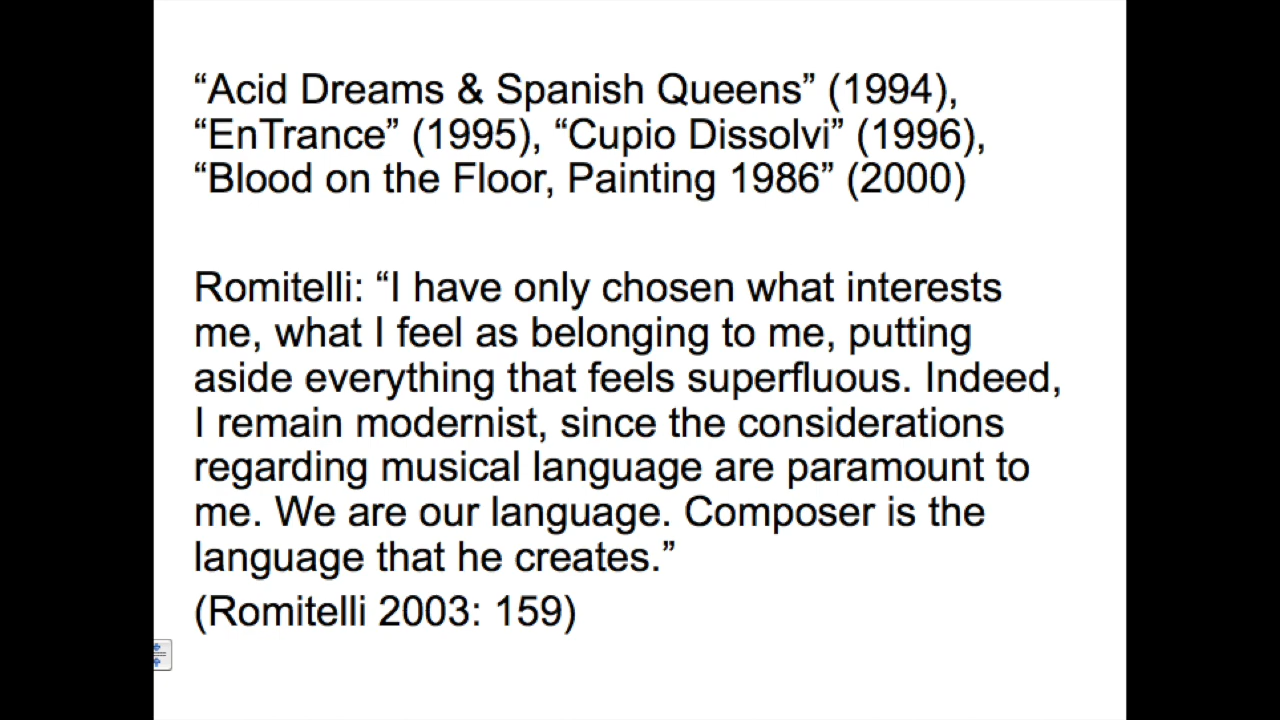 “Acid Dreams & Spanish Queens” (1994),
“EnTrance” (1995), “Cupio Dissolvi” (1996),
“Blood on the Floor, Painting 1986” (2000)
Romitelli: “I have only chosen what interests
me, what I feel as belonging to me, putting
aside everything that feels superfluous. Indeed,
I remain modernist, since the considerations
regarding musical language are paramount to
me. We are our language. Composer is the
language that he creates.”
(Romitelli 2003: 159)